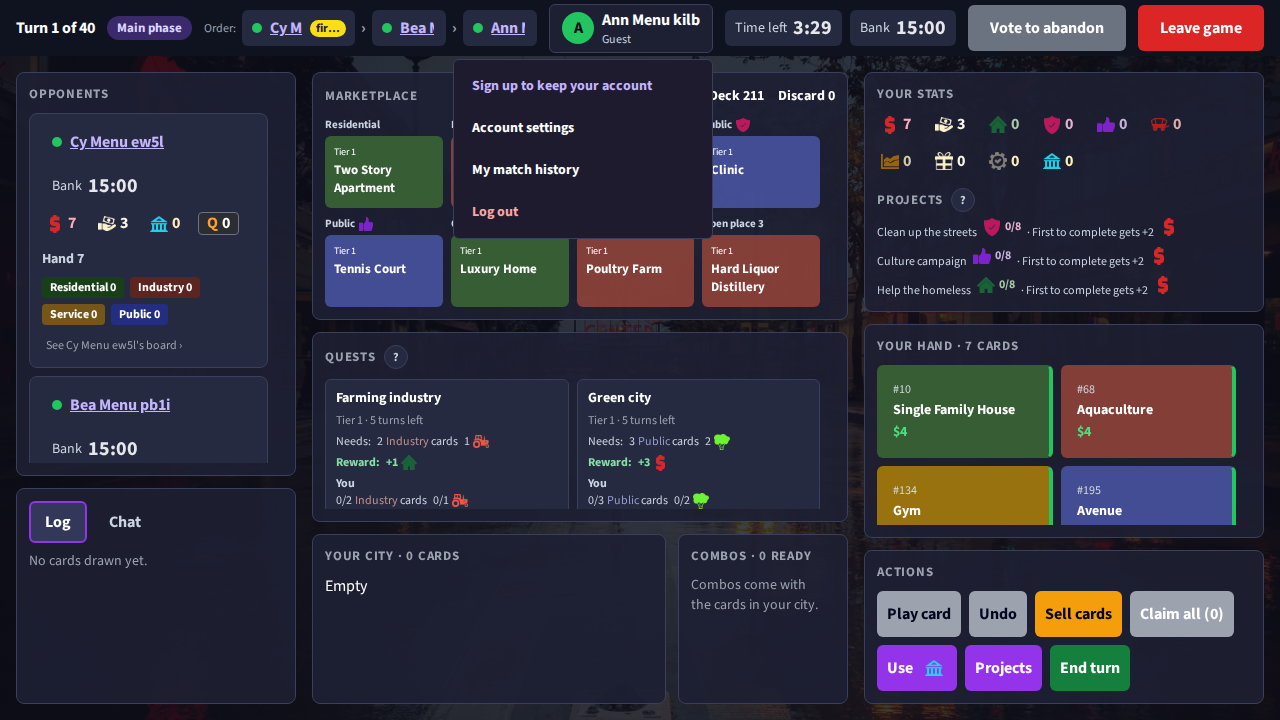 Turn 1 of 40
Main phase
Order:
Cy M
fir…
›
Bea
›
Ann
A
Ann Menu kilb
Guest
Time left 3:29
Bank 15:00
Vote to abandon
Leave game
OPPONENTS
Cy Menu ew5l
Bank 15:00
7
3
0
Q 0
Hand 7
Residential 0
Industry 0
Service 0
Public 0
See Cy Menu ew5l's board ›
Bea Menu pb1i
Bank 15:00
Log
Chat
No cards drawn yet.
MARKETPLACE
Deck 211
Discard 0
Sign up to keep your account
Account settings
My match history
Log out
Residential
Tier 1
Two Story
Apartment
Clinic
Public
Tier 1
Tennis Court
Tier 1
Luxury Home
Tier 1
Poultry Farm
place 3
Tier 1
Hard Liquor
Distillery
QUESTS
?
Farming industry
Tier 1 · 5 turns left
Needs: 2 Industry cards 1
Reward: +1
You
0/2 Industry cards 0/1
Green city
Tier 1 · 5 turns left
Needs: 3 Public cards 2
Reward: +3
You
0/3 Public cards 0/2
YOUR CITY · 0 CARDS
Empty
COMBOS · 0 READY
Combos come with
the cards in your city.
YOUR STATS
7
3
0
0
0
0
0
0
0
0
PROJECTS
?
Clean up the streets 0/8 · First to complete gets +2
Culture campaign 0/8 · First to complete gets +2
Help the homeless 0/8 · First to complete gets +2
YOUR HAND · 7 CARDS
#10
Single Family House
$4
#68
Aquaculture
$4
#134
Gym
#195
Avenue
ACTIONS
Play card
Undo
Sell cards
Claim all (0)
Use
Projects
End turn